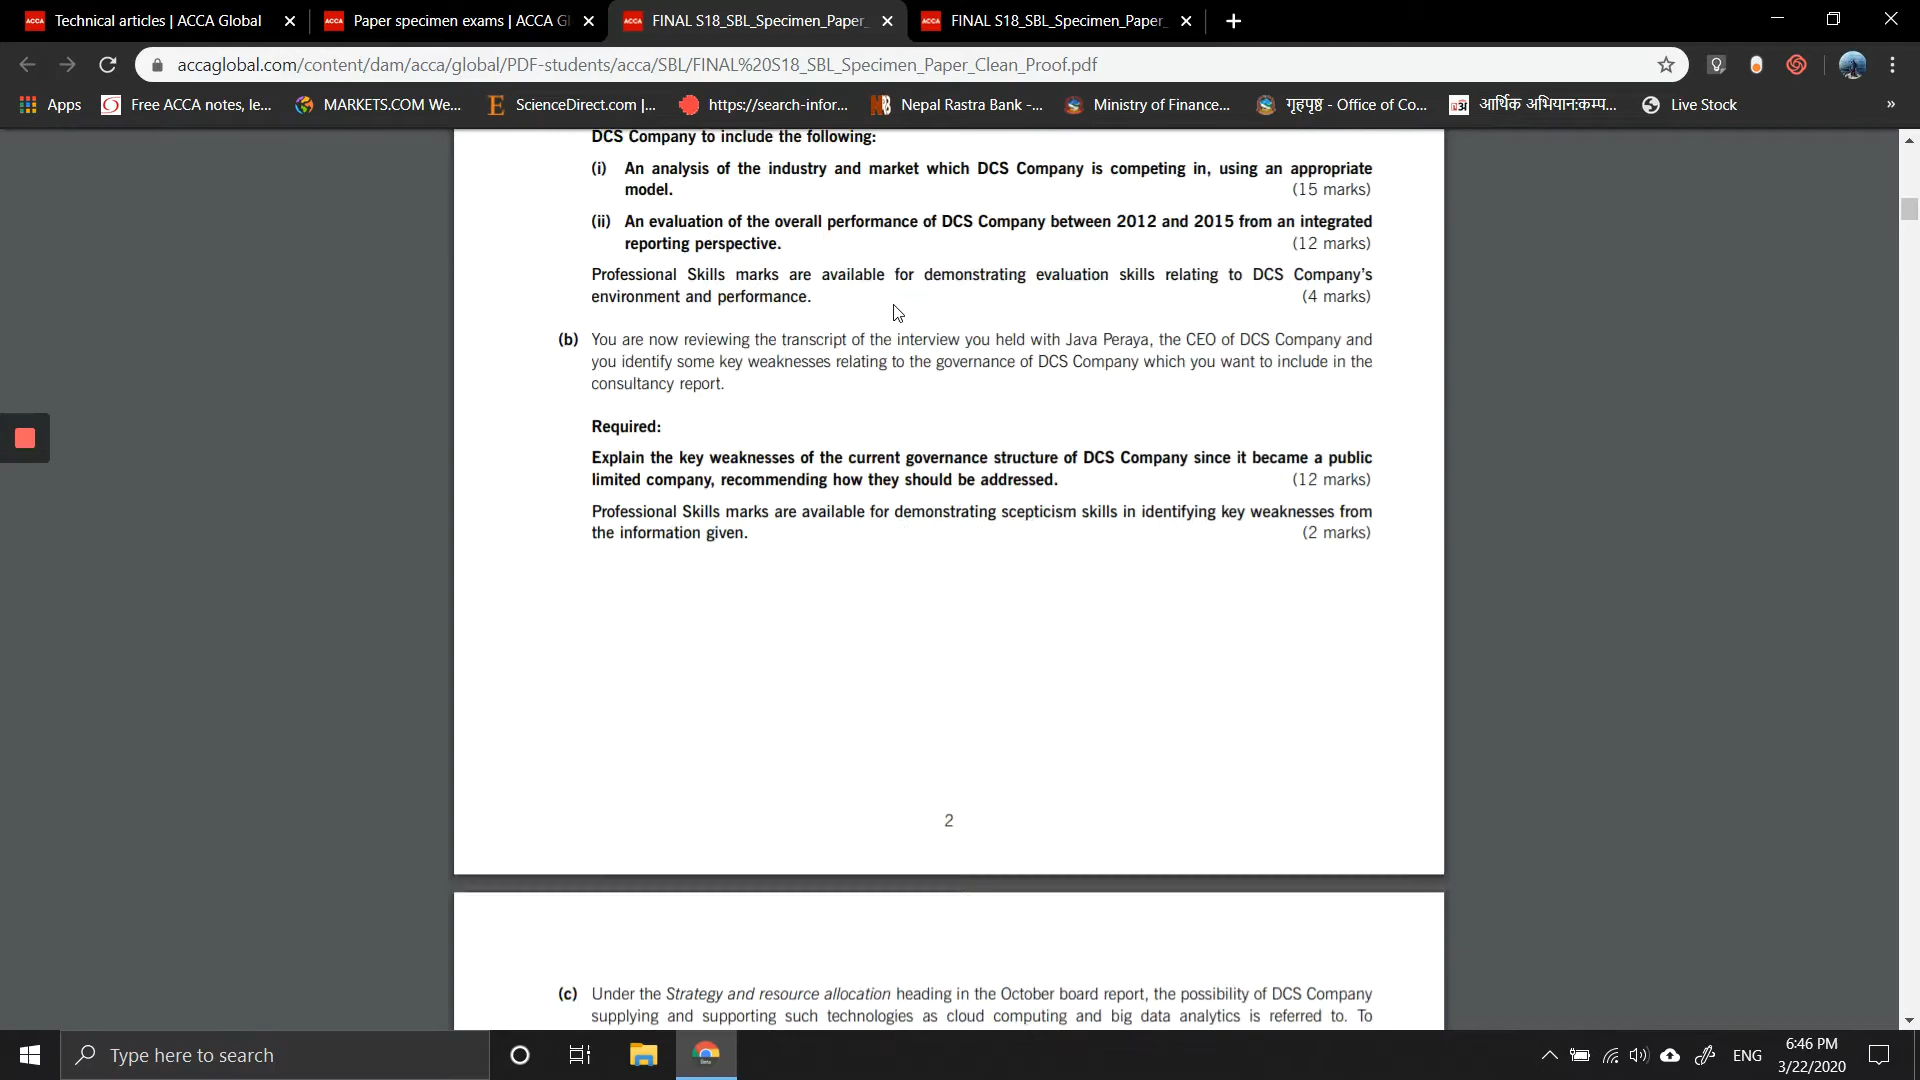 Technical articles | ACCA Global
Paper specimen exams | ACCA Gl
FINAL S18_SBL_Specimen_Paper_
FINAL S18_SBL_Specimen_Paper_
accaglobal.com/content/dam/acca/global/PDF-students/acca/SBL/FINAL%20S18_SBL_Specimen_Paper_Clean_Proof.pdf
Apps
Free ACCA notes, le...
MARKETS.COM We...
ScienceDirect.com |...
https://search-infor...
Nepal Rastra Bank -...
Ministry of Finance...
गृहपृष्ठ - Office of Co...
आर्थिक अभियान:कम्प...
Live Stock
»
DCS Company to include the following:
(i) An analysis of the industry and market which DCS Company is competing in, using an appropriate
model. (15 marks)
(ii) An evaluation of the overall performance of DCS Company between 2012 and 2015 from an integrated
reporting perspective. (12 marks)
Professional Skills marks are available for demonstrating evaluation skills relating to DCS Company's
environment and performance. (4 marks)
(b) You are now reviewing the transcript of the interview you held with Java Peraya, the CEO of DCS Company and
you identify some key weaknesses relating to the governance of DCS Company which you want to include in the
consultancy report.
Required:
Explain the key weaknesses of the current governance structure of DCS Company since it became a public
limited company, recommending how they should be addressed. (12 marks)
Professional Skills marks are available for demonstrating scepticism skills in identifying key weaknesses from
the information given. (2 marks)
2
(c) Under the Strategy and resource allocation heading in the October board report, the possibility of DCS Company
supplying and supporting such technologies as cloud computing and big data analytics is referred to. To
Type here to search
ENG
6:46 PM
3/22/2020